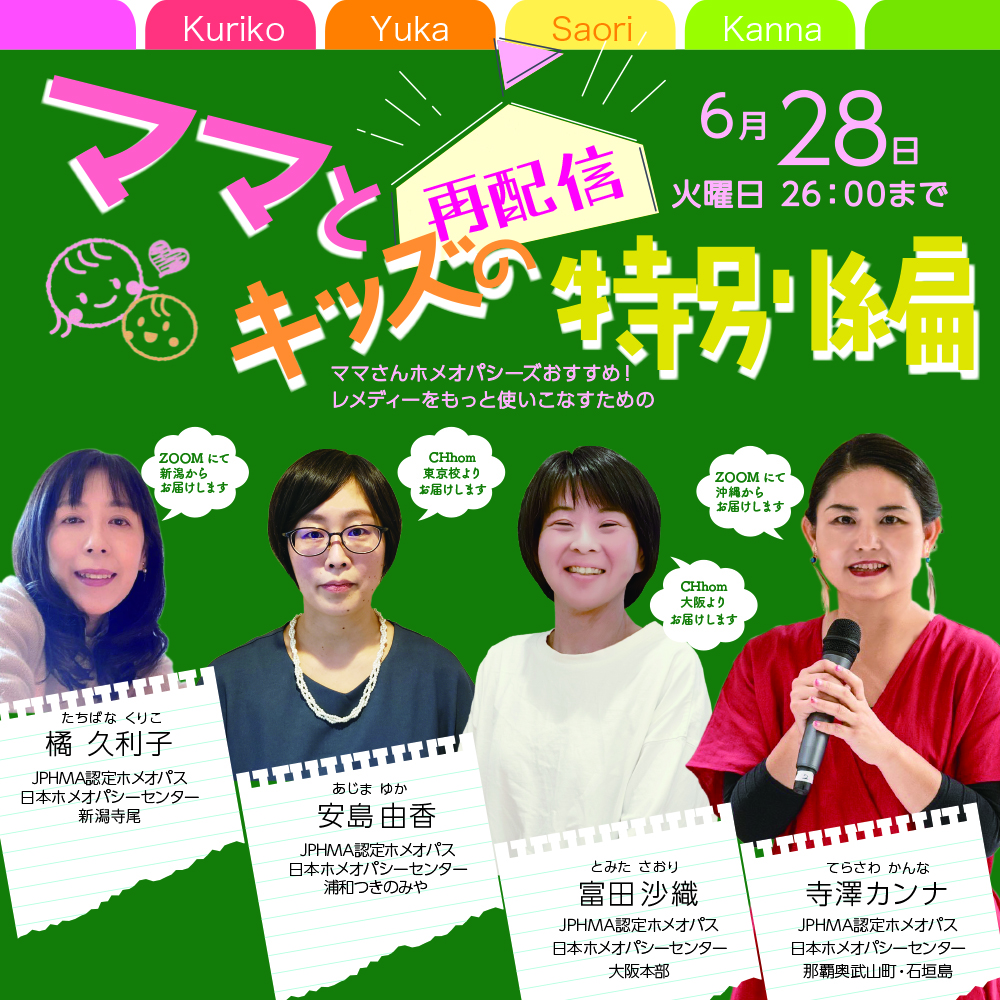 Kuriko
Yuka
Saori
Kanna
ママと
再配信
キッズの
特別編
6月28日
火曜日 26:00まで
ママさんホメオパシーズおすすめ!
レメディーをもっと使いこなすための
ZOOMにて
新潟から
お届けします
CHhom
東京校より
お届けします
ZOOMにて
沖縄から
お届けします
CHhom
大阪より
お届けします
たちばな くりこ
橘 久利子
JPHMA認定ホメオパス
日本ホメオパシーセンター
新潟寺尾
あじま ゆか
安島 由香
JPHMA認定ホメオパス
日本ホメオパシーセンター
浦和つきのみや
とみた さおり
富田 沙織
JPHMA認定ホメオパス
日本ホメオパシーセンター
大阪本部
てらさわ かんな
寺澤 カンナ
JPHMA認定ホメオパス
日本ホメオパシーセンター
那覇奥武山町・石垣島